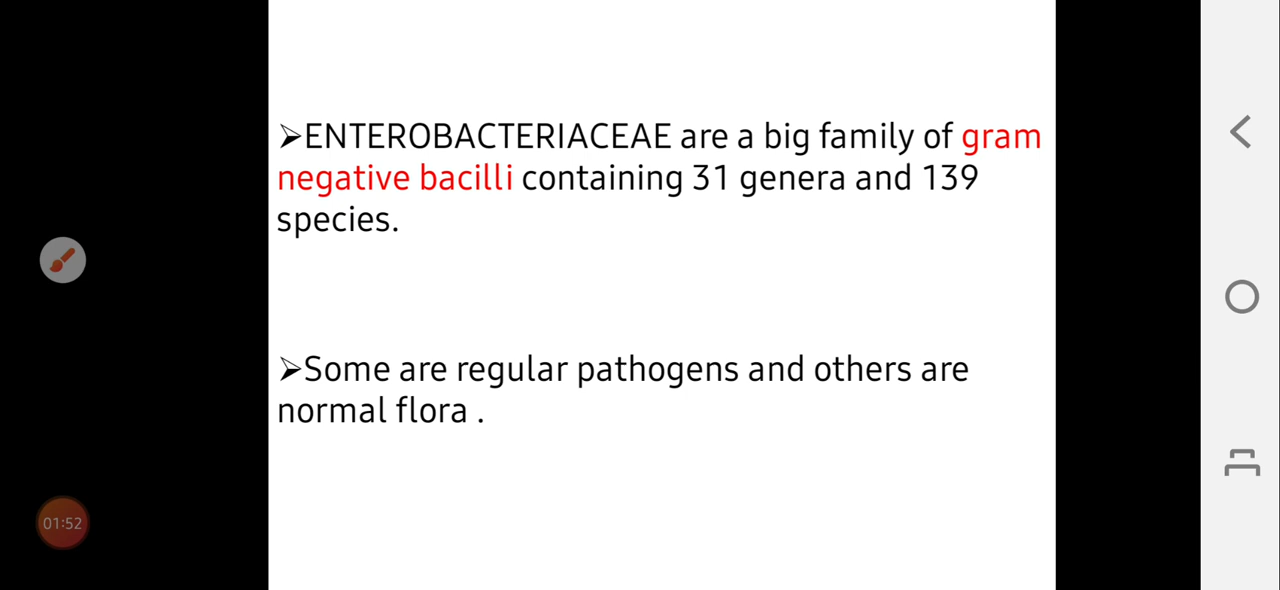 ➢ENTEROBACTERIACEAE are a big family of gram
negative bacilli containing 31 genera and 139
species.
➢Some are regular pathogens and others are
normal flora .
01:52